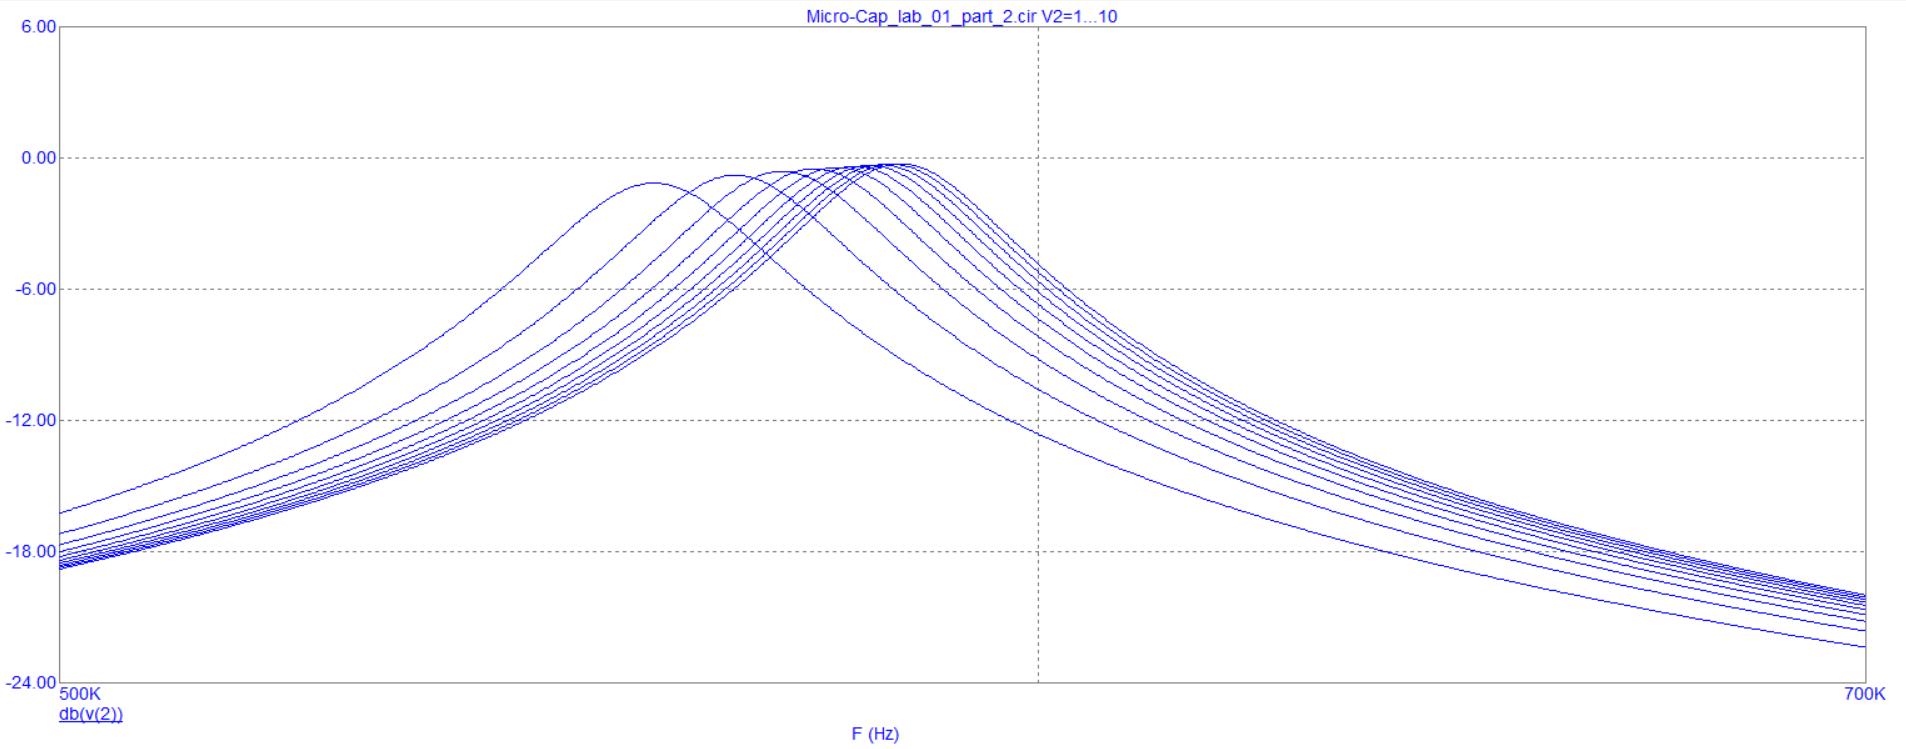 Micro-Cap_lab_01_part_2.cir V2=1...10
6.00
0.00
-6.00
-12.00
-18.00
-24.00
500K
700K
db(v(2))
F (Hz)